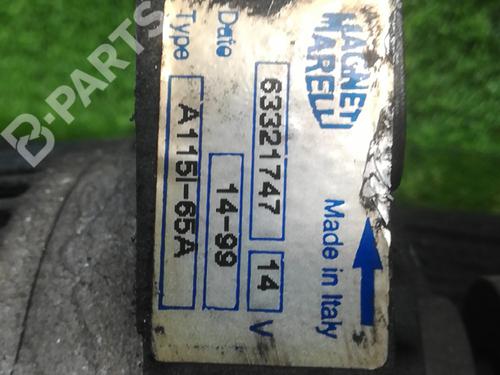 MAGNETI
MARELLI
Made in Italy
63321747 14 V
Date 14-99
Type A115I-65A
B-PARTS